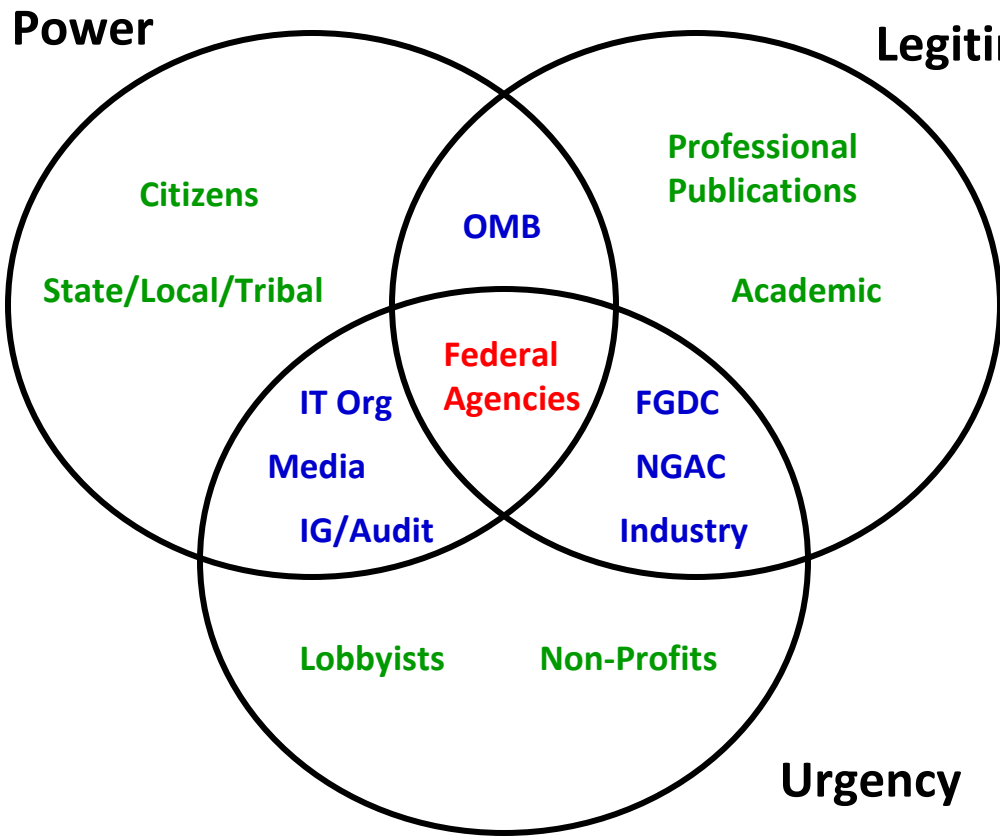 Power
Legitim
Professional
Publications
Citizens
OMB
State/Local/Tribal
Academic
Federal
Agencies
IT Org
FGDC
Media
NGAC
IG/Audit
Industry
Lobbyists
Non-Profits
Urgency